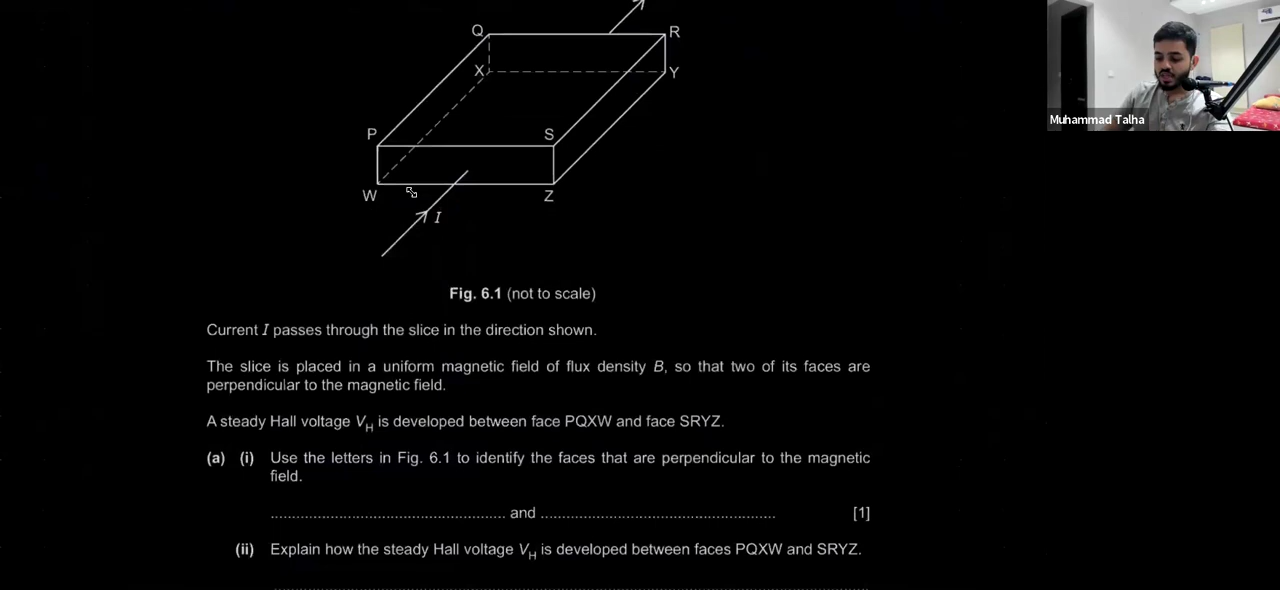 Q
R
X
Y
P
S
W
Z
I
Muhammad Talha
Fig. 6.1 (not to scale)
Current I passes through the slice in the direction shown.
The slice is placed in a uniform magnetic field of flux density B, so that two of its faces are
perpendicular to the magnetic field.
A steady Hall voltage VH is developed between face PQXW and face SRYZ.
(a) (i) Use the letters in Fig. 6.1 to identify the faces that are perpendicular to the magnetic
field.
...................................................... and ...................................................... [1]
(ii) Explain how the steady Hall voltage VH is developed between faces PQXW and SRYZ.